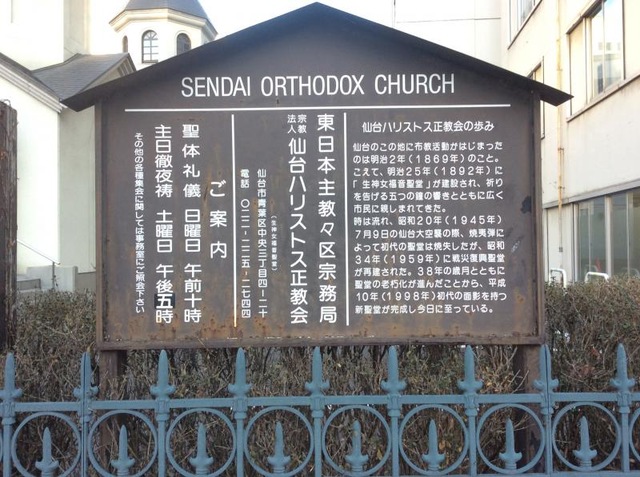 SENDAI ORTHODOX CHURCH
仙台ハリストス正教会の歩み
仙台のこの地に布教活動がはじまった
のは明治2年(1869年)のこと。
こえて、明治25年(1892年)に
「生神女福音聖堂」が建設され、祈り
を告げる五つの鐘の響きとともに広く
市民に親しまれてきた。
時は流れ、昭和20年(1945年)
7月9日の仙台大空襲の際、焼夷弾
によって初代の聖堂は焼失したが、昭和
34年(1959年)に戦災復興聖堂
が再建された。38年の歳月とともに
聖堂の老朽化が進んだことから、平成
10年(1998年)初代の面影を持つ
新聖堂が完成し今日に至っている。
東日本主教々区宗務局
宗教法人 仙台ハリストス正教会
(生神女福音聖堂)
仙台市青葉区中央三丁目四-二十
電話 〇二二-二二五-二七四四
ご案内
聖体礼儀 日曜日 午前十時
主日徹夜祷 土曜日 午後五時
その他の各種集会に関しては事務室にご照会下さい